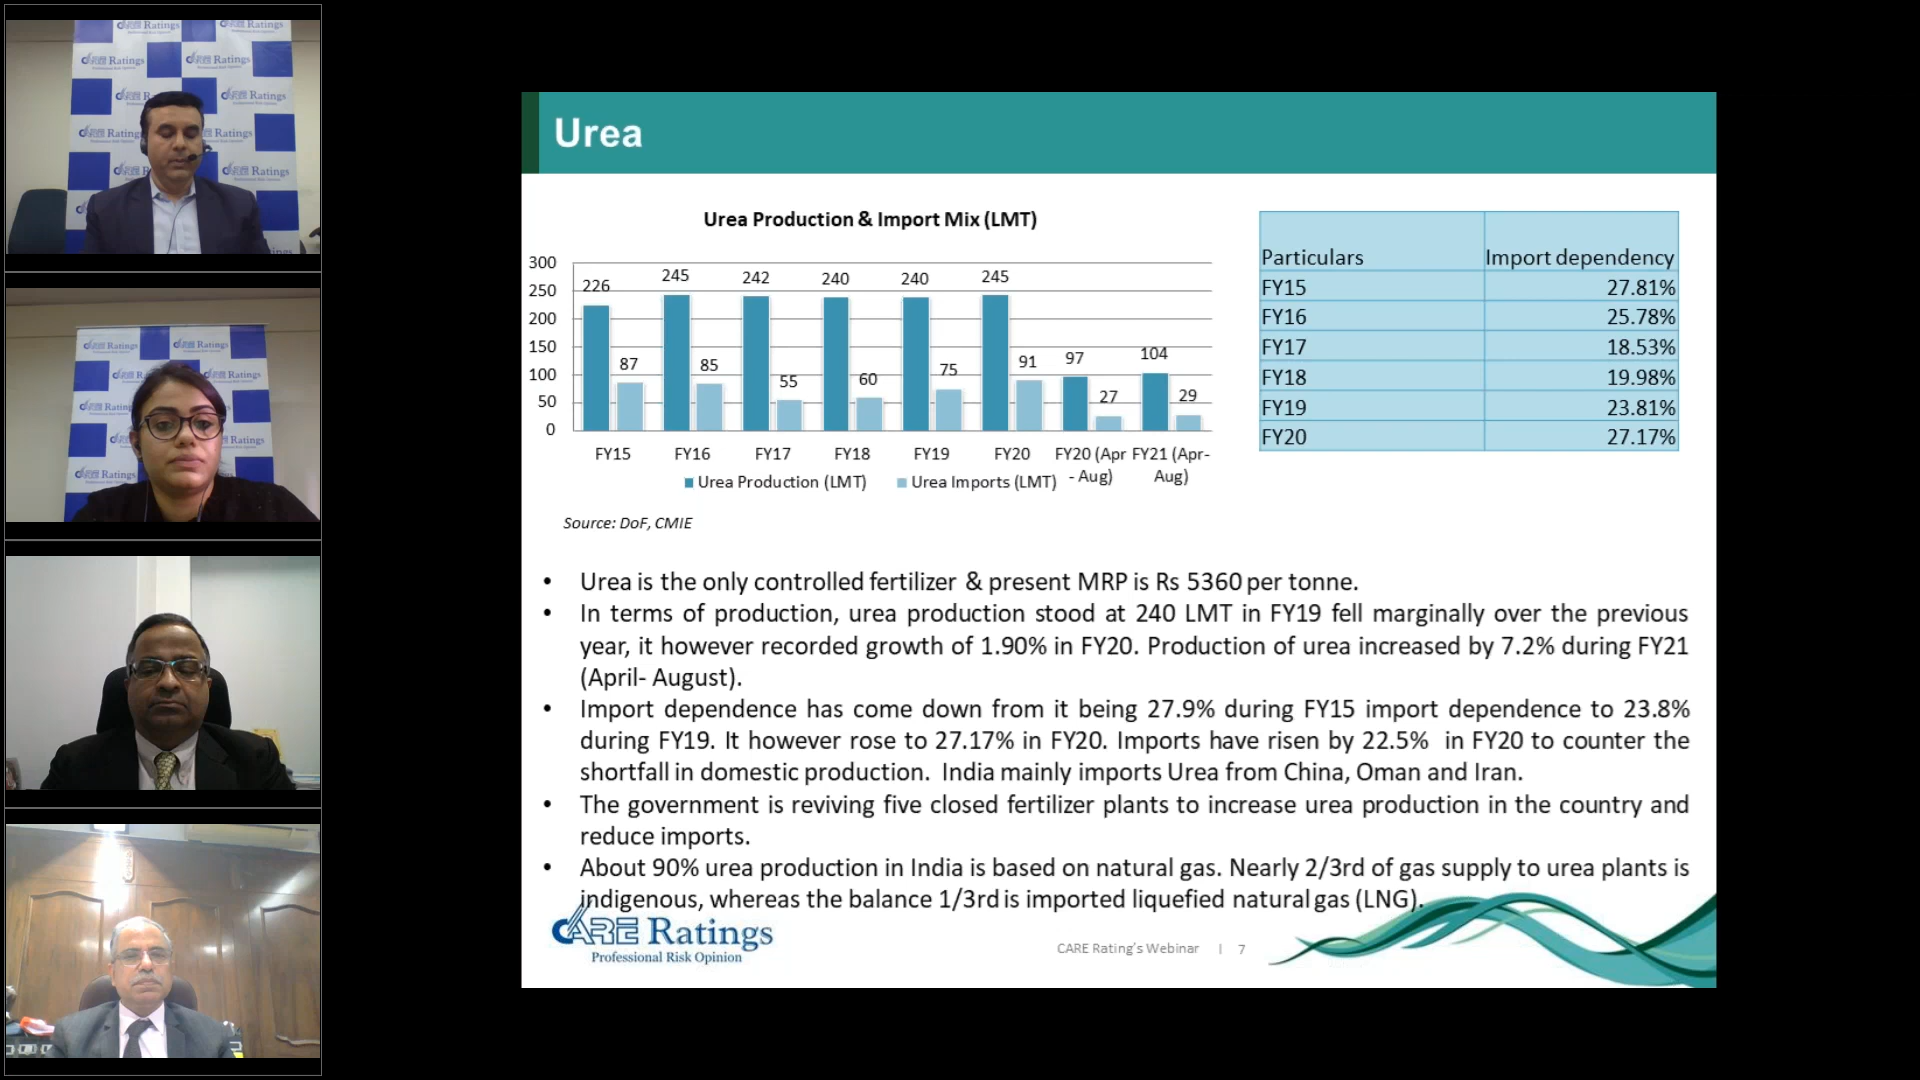 Urea
Urea Production & Import Mix (LMT)
300
250
200
150
100
50
0
226
87
245
85
242
55
240
60
240
75
245
91
97
27
104
29
FY15
FY16
FY17
FY18
FY19
FY20
FY20 (Apr
- Aug)
FY21 (Apr-
Aug)
Urea Production (LMT)
Urea Imports (LMT)
Source: DoF, CMIE
Particulars Import dependency
FY15 27.81%
FY16 25.78%
FY17 18.53%
FY18 19.98%
FY19 23.81%
FY20 27.17%
• Urea is the only controlled fertilizer & present MRP is Rs 5360 per tonne.
• In terms of production, urea production stood at 240 LMT in FY19 fell marginally over the previous
year, it however recorded growth of 1.90% in FY20. Production of urea increased by 7.2% during FY21
(April- August).
• Import dependence has come down from it being 27.9% during FY15 import dependence to 23.8%
during FY19. It however rose to 27.17% in FY20. Imports have risen by 22.5% in FY20 to counter the
shortfall in domestic production. India mainly imports Urea from China, Oman and Iran.
• The government is reviving five closed fertilizer plants to increase urea production in the country and
reduce imports.
• About 90% urea production in India is based on natural gas. Nearly 2/3rd of gas supply to urea plants is
indigenous, whereas the balance 1/3rd is imported liquefied natural gas (LNG).
CARE Ratings
Professional Risk Opinion
CARE Rating's Webinar | 7